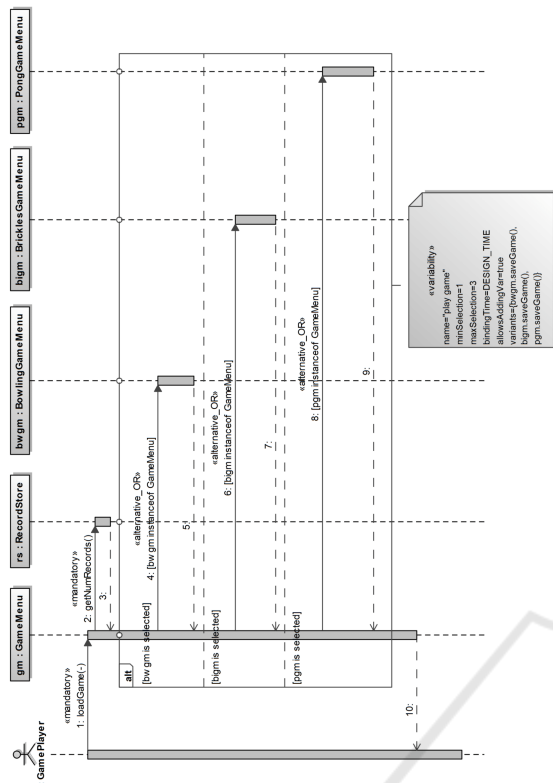 GamePlayer
gm : GameMenu
rs : RecordStore
bwgm : BowlingGameMenu
bigm : BricklesGameMenu
pgm : PongGameMenu
«mandatory»
1: loadGame(-)
«mandatory»
2: getNumRecords()
3:
alt
[bwgm is selected]
«alternative_OR»
4: [bwgm instanceof GameMenu]
5:
[bigm is selected]
«alternative_OR»
6: [bigm instanceof GameMenu]
7:
[pgm is selected]
«alternative_OR»
8: [pgm instanceof GameMenu]
9:
10:
«variability»
name="play game"
minSelection=1
maxSelection=3
bindingTime=DESIGN_TIME
allowsAddingVar=true
variants={bwgm.saveGame(),
bigm.saveGame(),
pgm.saveGame()}